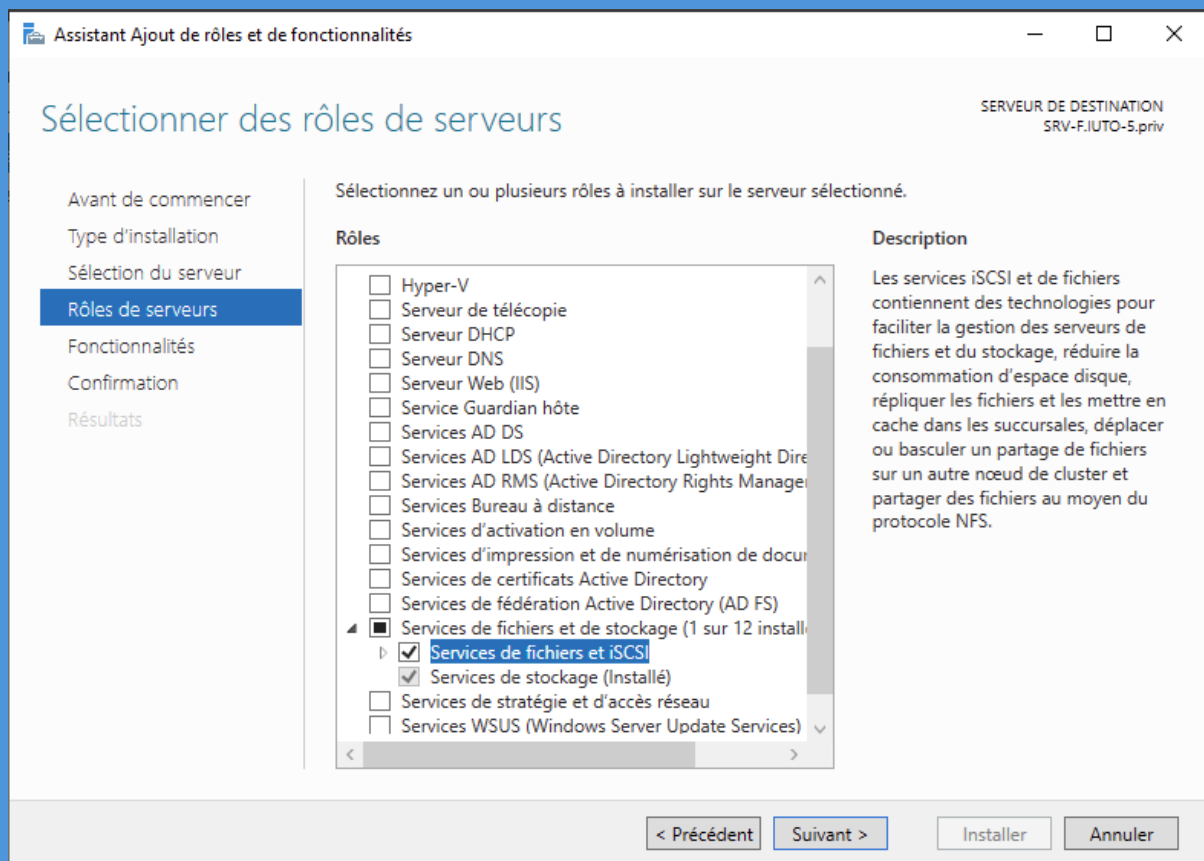 Assistant Ajout de rôles et de fonctionnalités
Sélectionner des rôles de serveurs
SERVEUR DE DESTINATION
SRV-F.IUTO-5.priv
Avant de commencer
Type d'installation
Sélection du serveur
Rôles de serveurs
Fonctionnalités
Confirmation
Résultats
Sélectionnez un ou plusieurs rôles à installer sur le serveur sélectionné.
Rôles
Hyper-V
Serveur de télécopie
Serveur DHCP
Serveur DNS
Serveur Web (IIS)
Service Guardian hôte
Services AD DS
Services AD LDS (Active Directory Lightweight Dire
Services AD RMS (Active Directory Rights Manager
Services Bureau à distance
Services d'activation en volume
Services d'impression et de numérisation de docur
Services de certificats Active Directory
Services de fédération Active Directory (AD FS)
Services de fichiers et de stockage (1 sur 12 install
Services de fichiers et iSCSI
Services de stockage (Installé)
Services de stratégie et d'accès réseau
Services WSUS (Windows Server Update Services)
Description
Les services iSCSI et de fichiers
contiennent des technologies pour
faciliter la gestion des serveurs de
fichiers et du stockage, réduire la
consommation d'espace disque,
répliquer les fichiers et les mettre en
cache dans les succursales, déplacer
ou basculer un partage de fichiers
sur un autre nœud de cluster et
partager des fichiers au moyen du
protocole NFS.
< Précédent
Suivant >
Installer
Annuler